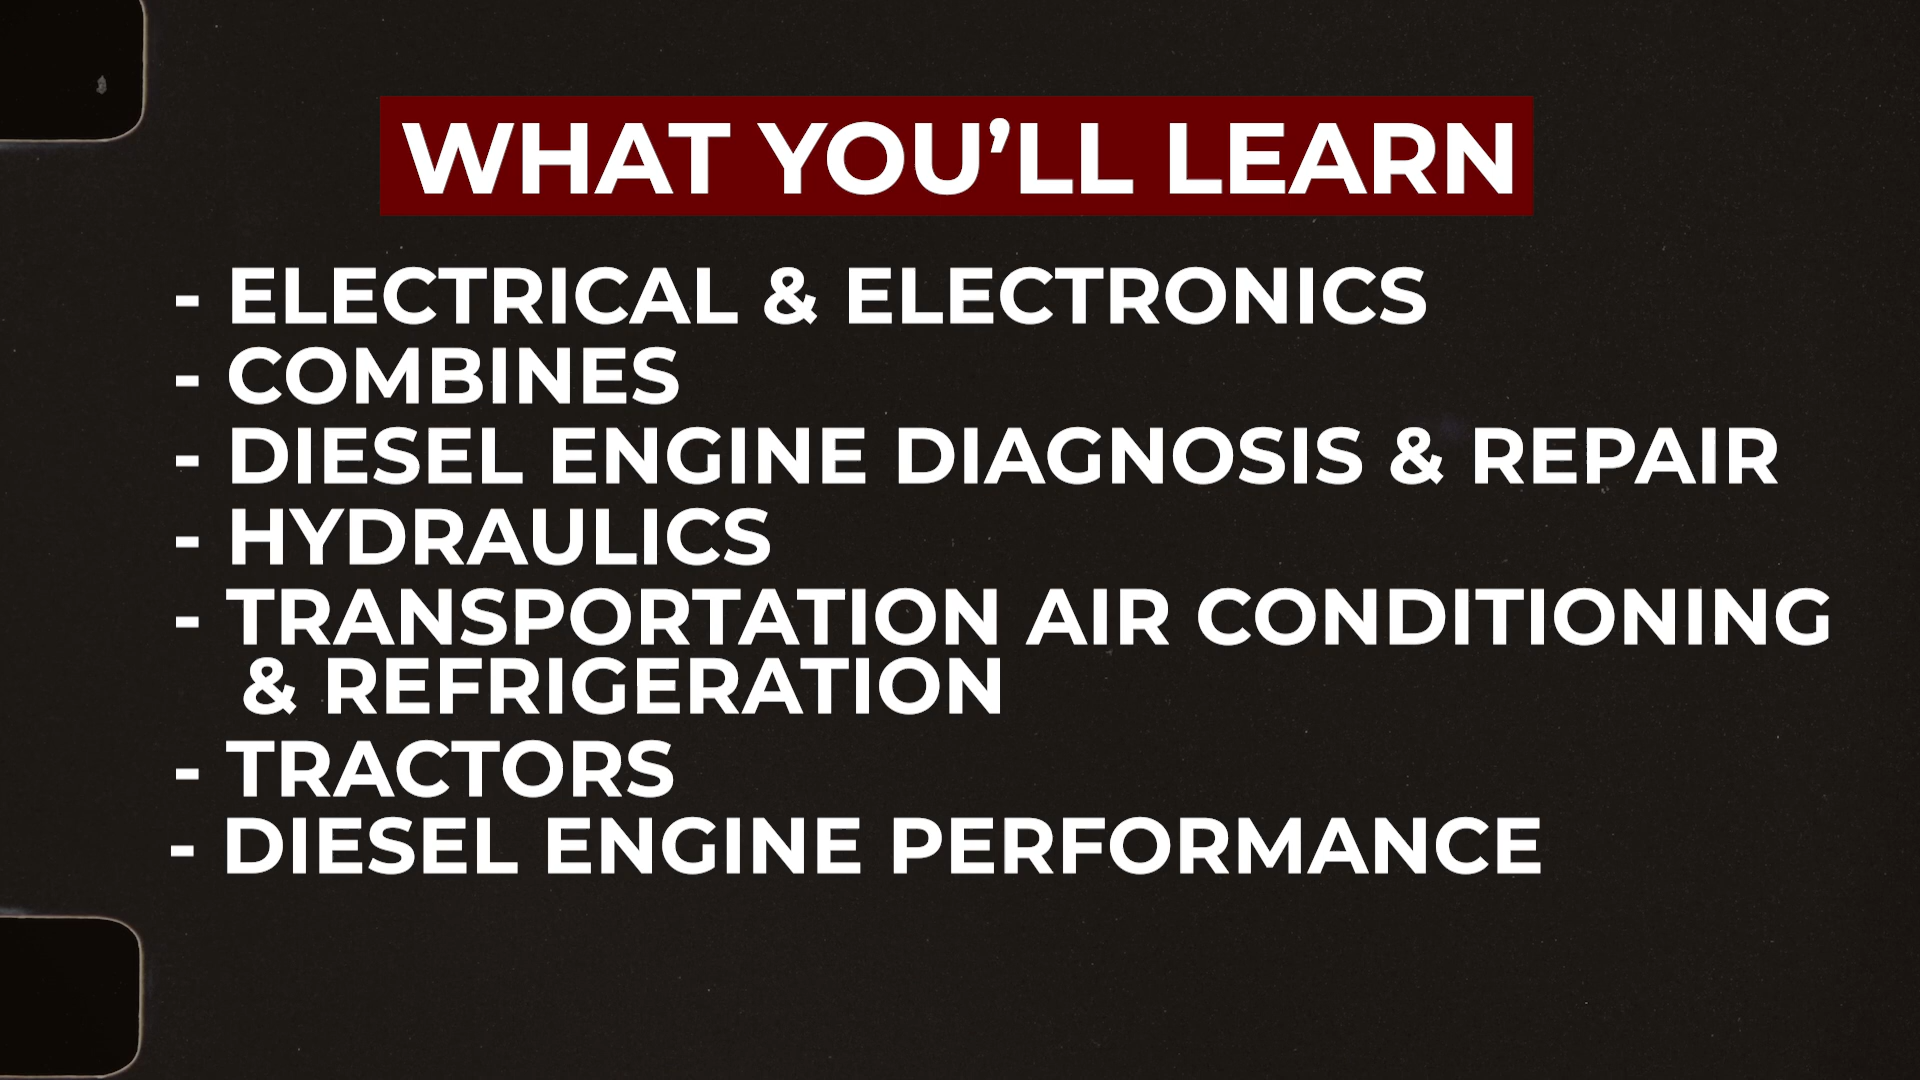 WHAT YOU’LL LEARN
- ELECTRICAL & ELECTRONICS
- COMBINES
- DIESEL ENGINE DIAGNOSIS & REPAIR
- HYDRAULICS
- TRANSPORTATION AIR CONDITIONING
& REFRIGERATION
- TRACTORS
- DIESEL ENGINE PERFORMANCE